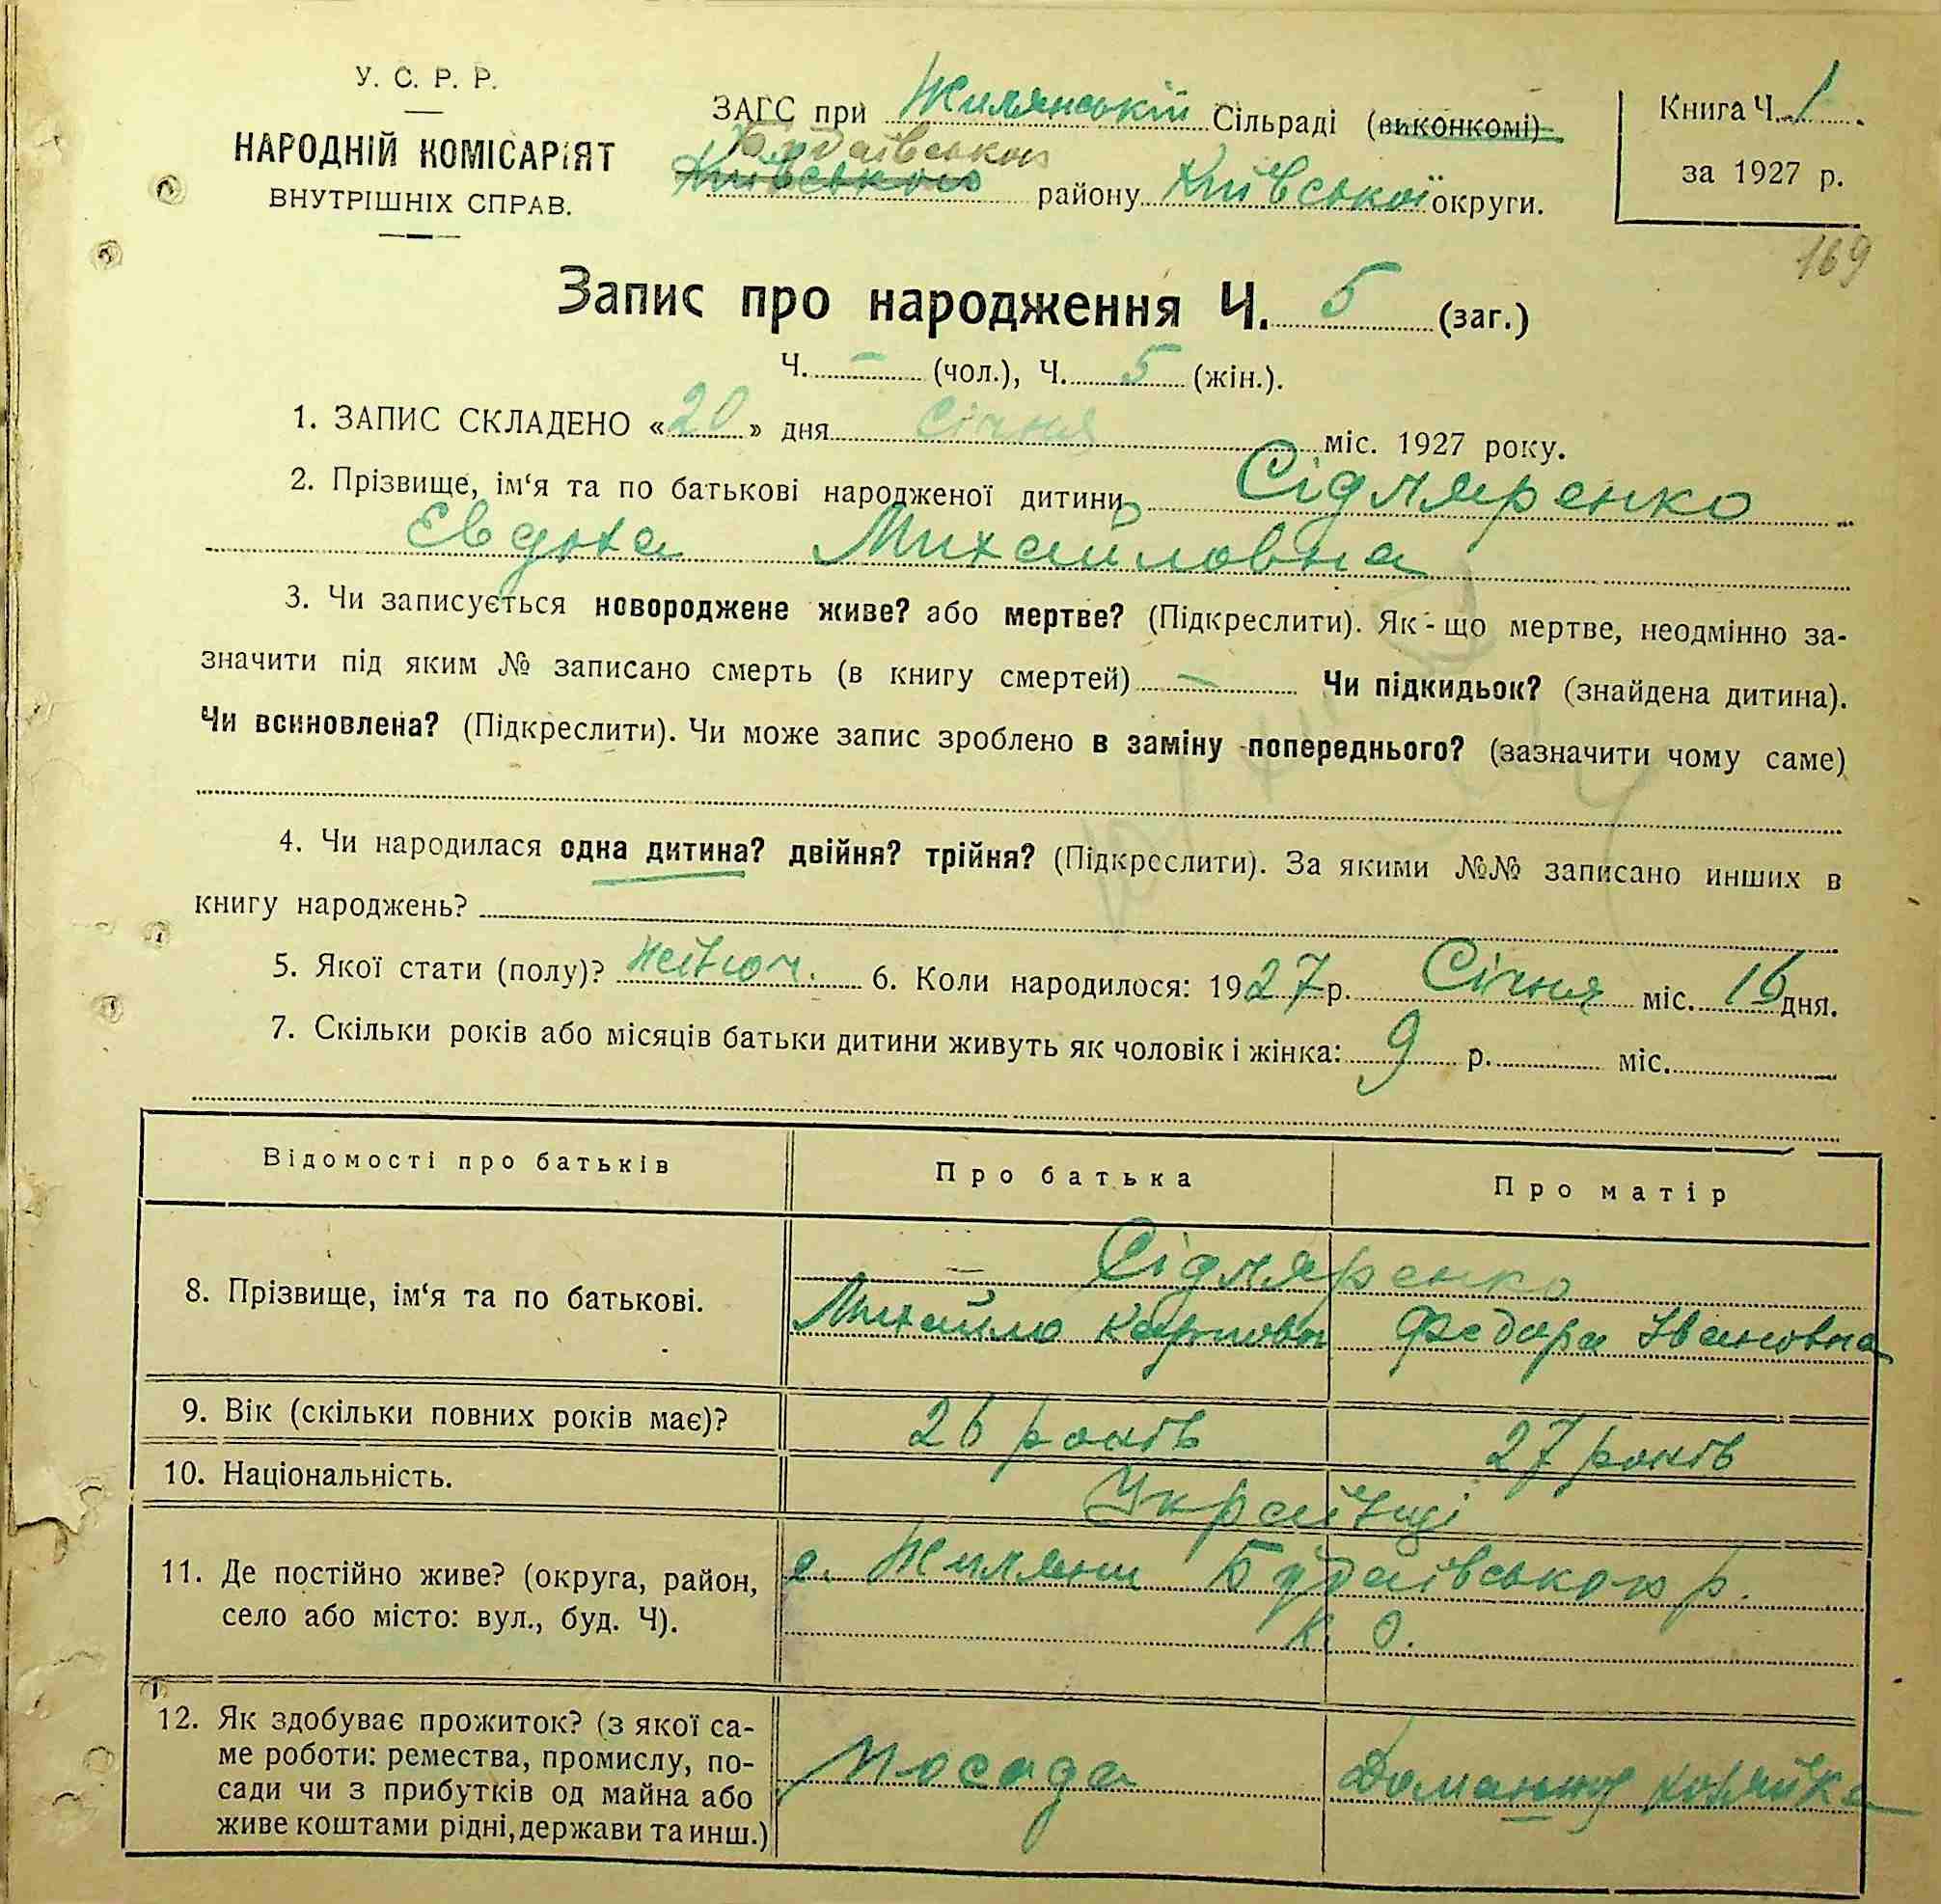 У. С. Р. Р.
НАРОДНІЙ КОМІСАРІЯТ
ВНУТРІШНІХ СПРАВ.
ЗАГС при Жилянській Сільраді (виконкомі)
Будаївського
Київського району Київської округи.
Книга Ч. 1
за 1927 р.
169
Запис про народження Ч. 5 (заг.)
Ч. – (чол.), Ч. 5 (жін.).
1. ЗАПИС СКЛАДЕНО «20» дня Січня міс. 1927 року.
2. Прізвище, ім‘я та по батькові народженої дитини Сідляренко
Евдоха Михайловна
3. Чи записується новороджене живе? або мертве? (Підкреслити). Як-що мертве, неодмінно за-
значити під яким № записано смерть (в книгу смертей) – Чи підкидьок? (знайдена дитина).
Чи всиновлена? (Підкреслити). Чи може запис зроблено в заміну попереднього? (зазначити чому саме)
4. Чи народилася одна дитина? двійня? трійня? (Підкреслити). За якими №№ записано инших в
книгу народжень?
5. Якої стати (полу)? 6. Коли народилося: 1927 р. Січня міс. 16 дня.
7. Скільки років або місяців батьки дитини живуть як чоловік і жінка: 9 р. міс.
Відомості про батьків Про батька Про матір
8. Прізвище, ім‘я та по батькові. – Сідляренко
Михайло Карпови Федора Івановна
9. Вік (скільки повних років має)? 26 років 27 років
10. Національність. Українці
11. Де постійно живе? (округа, район, с. Жиляни Будаївського р.
село або місто: вул., буд. Ч). К. О.
12. Як здобуває прожиток? (з якої са-
ме роботи: ремества, промислу, по-
сади чи з прибутків од майна або
живе коштами рідні, держави та инш.)
посада хозяйка